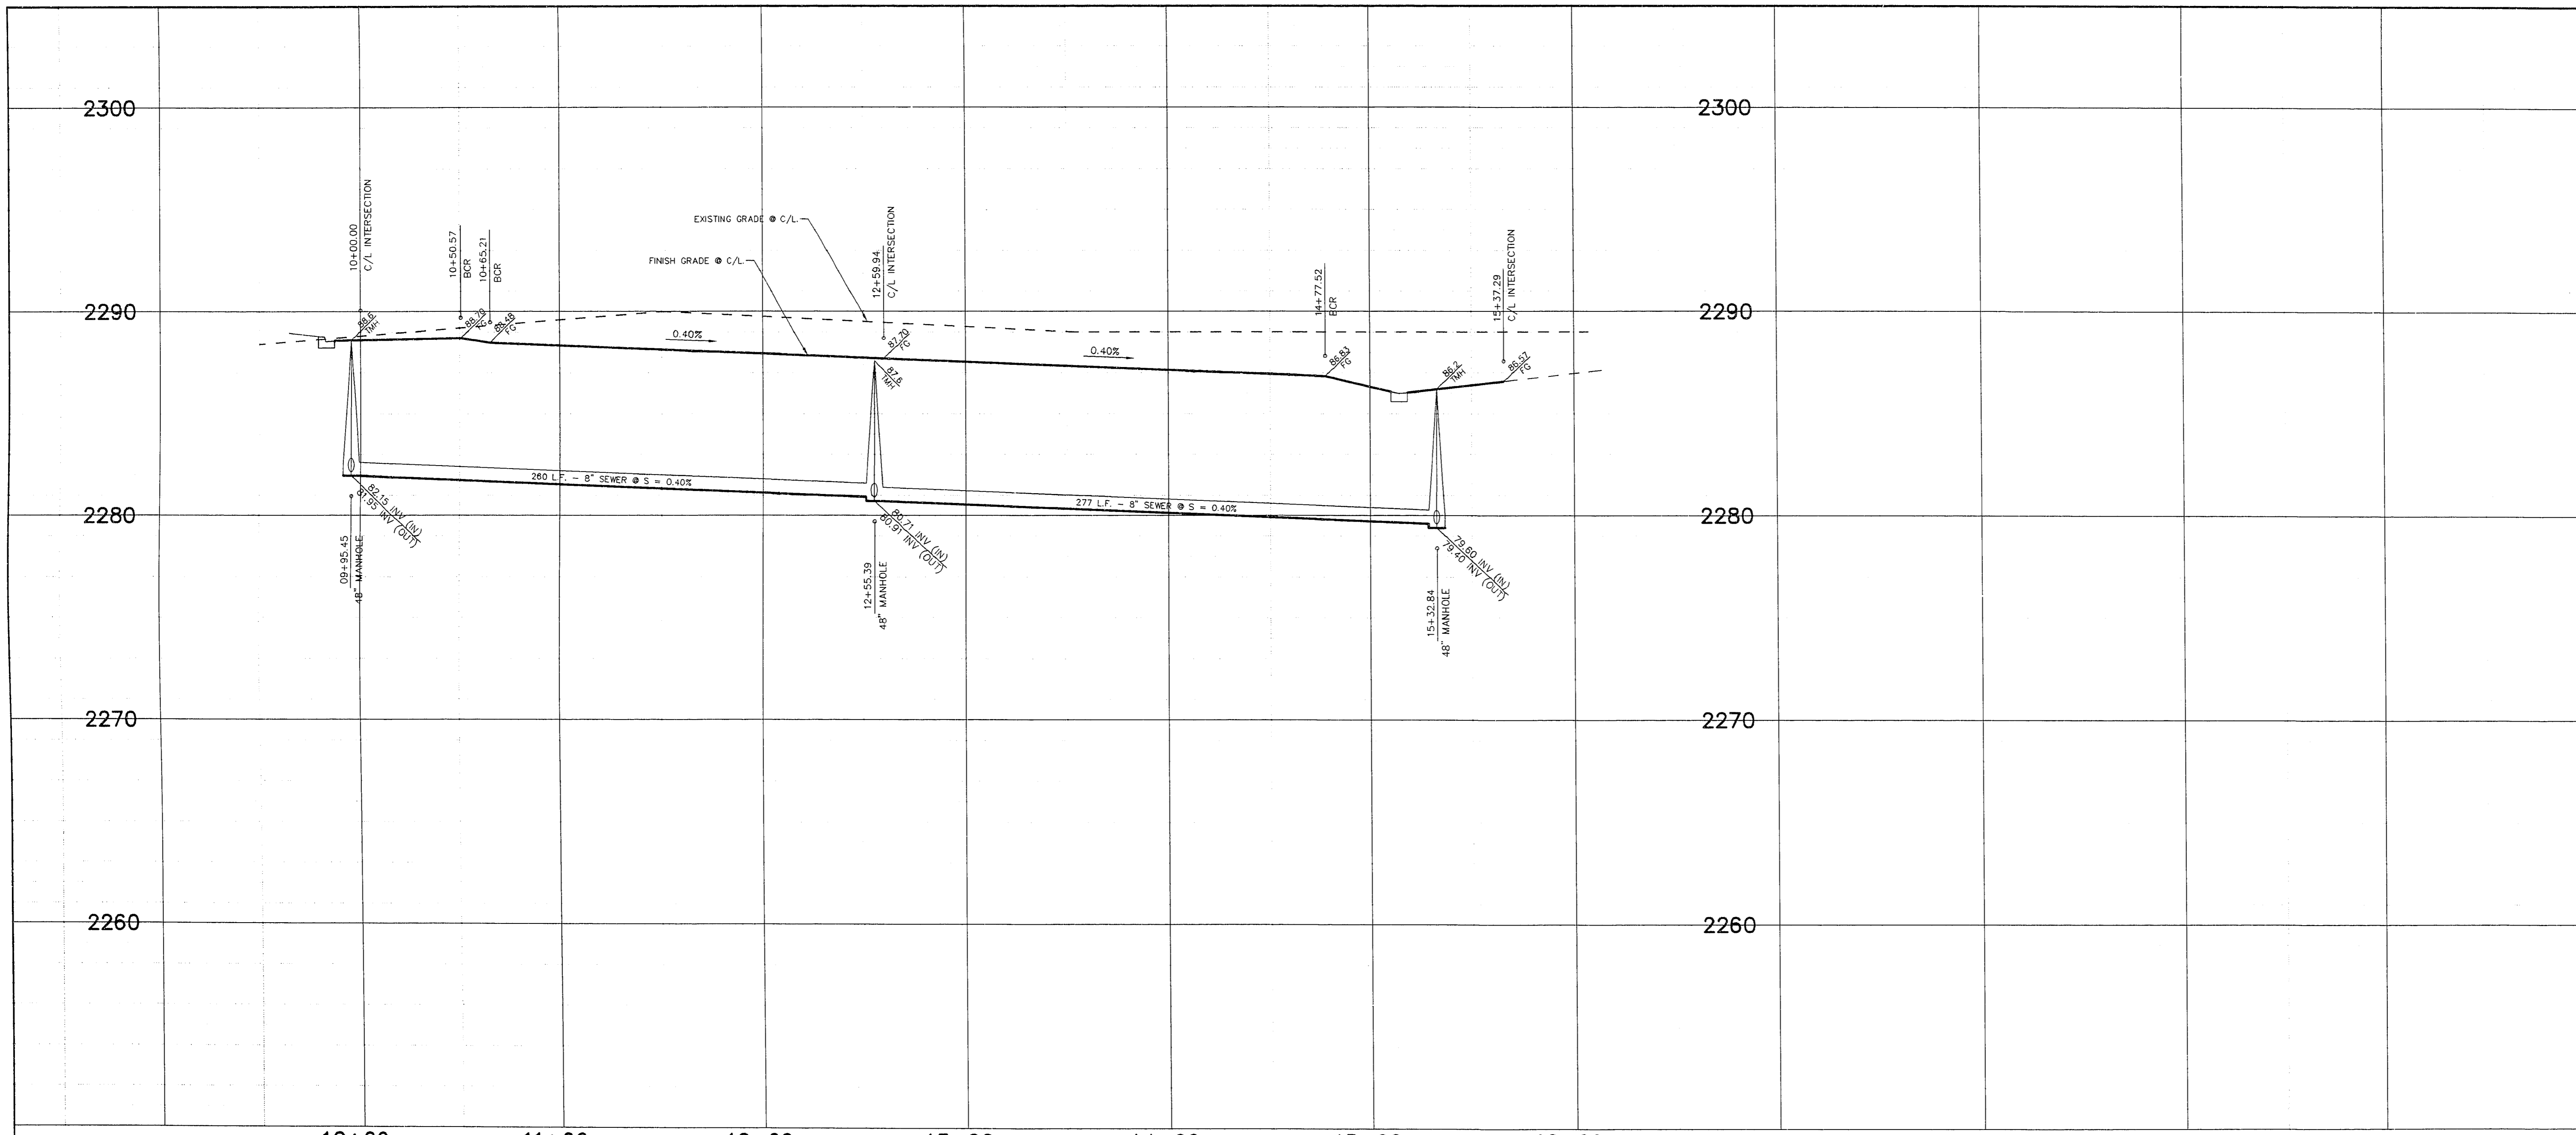 2300
2300
10+00.00
C/L INTERSECTION
10+50.57
BCR
10+65.21
BCR
EXISTING GRADE @ C/L
FINISH GRADE @ C/L
12+59.94
C/L INTERSECTION
14+77.52
BCR
15+37.29
C/L INTERSECTION
2290
2290
88.6
TMH
88.70
FG
88.48
FG
0.40%
87.70
FG
87.6
TMH
0.40%
86.83
FG
86.2
TMH
86.57
FG
260 L.F. - 8" SEWER @ S = 0.40%
277 L.F. - 8" SEWER @ S = 0.40%
2280
2280
82.15 INV (IN)
81.95 INV (OUT)
09+95.45
48" MANHOLE
80.71 INV (IN)
80.91 INV (OUT)
12+55.39
48" MANHOLE
79.60 INV (IN)
79.40 INV (OUT)
15+32.84
48" MANHOLE
2270
2270
2260
2260